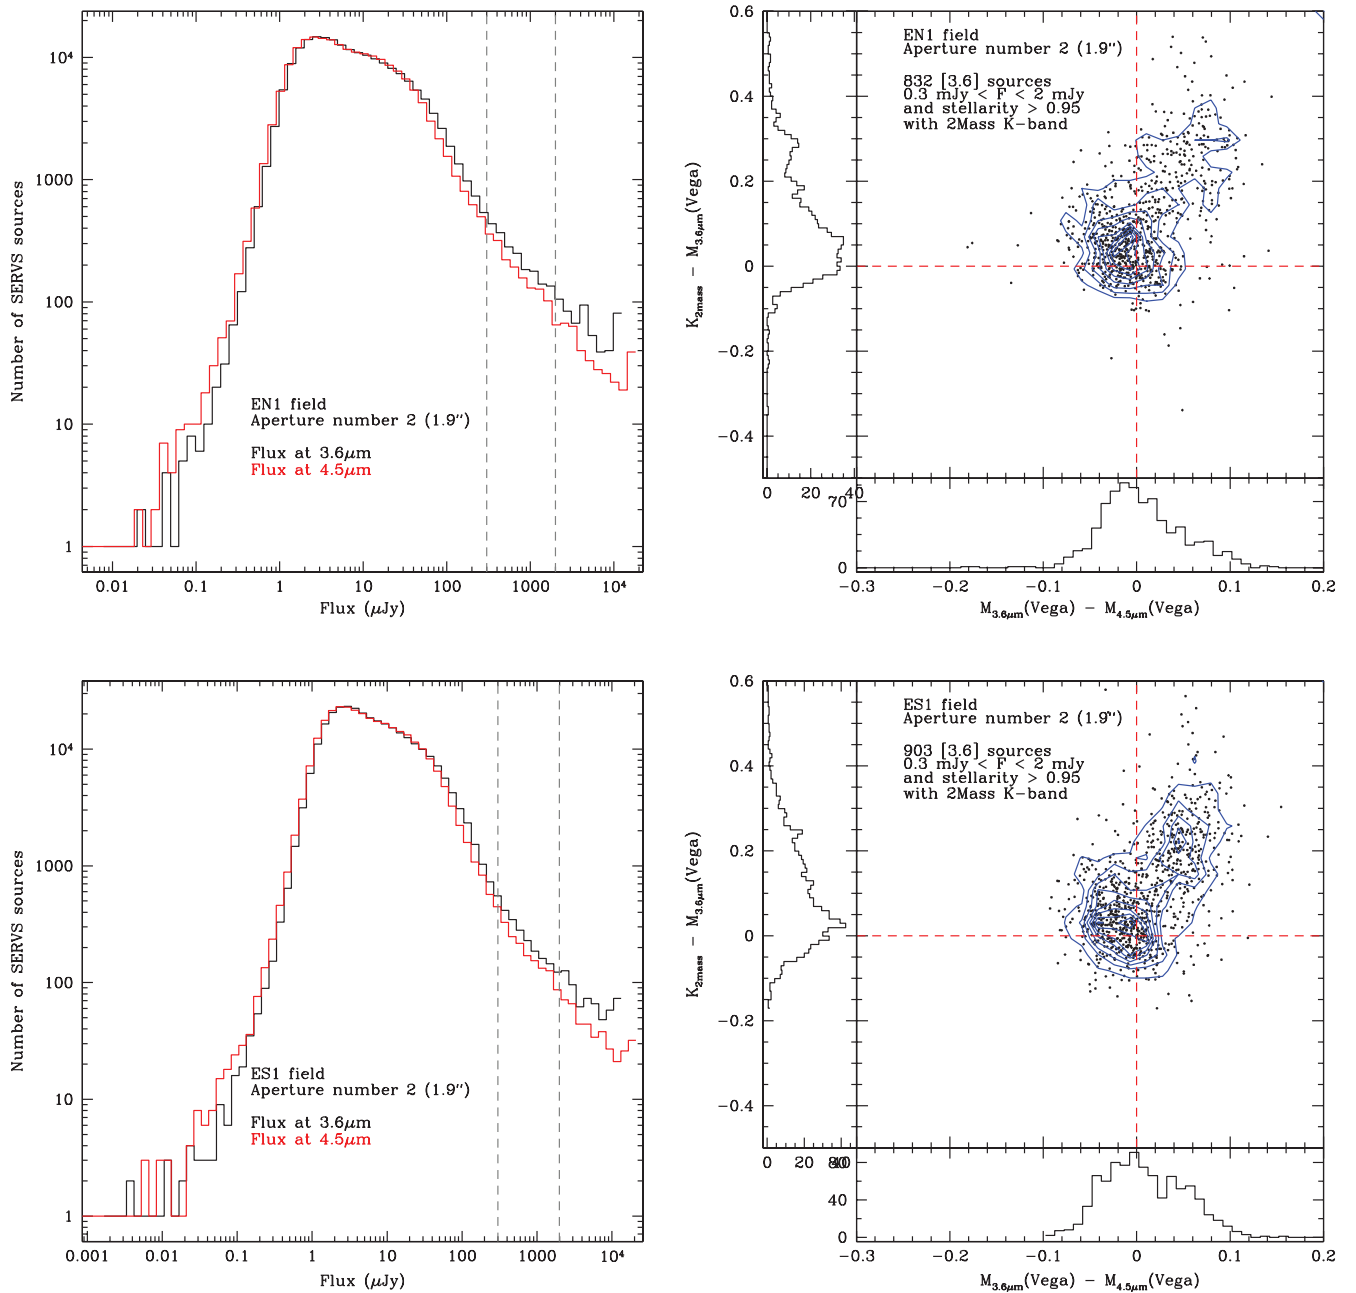 10⁴
1000
100
10
1
Number of SERVS sources
EN1 field
Aperture number 2 (1.9″)
Flux at 3.6μm
Flux at 4.5μm
0.01 0.1 1 10 100 1000 10⁴
Flux (μJy)
0.6
0.4
0.2
0
−0.2
−0.4
K2mass − M3.6μm(Vega)
EN1 field
Aperture number 2 (1.9″)
832 [3.6] sources
0.3 mJy < F < 2 mJy
and stellarity > 0.95
with 2Mass K−band
0 20 40
70
0
−0.3 −0.2 −0.1 0 0.1 0.2
M3.6μm(Vega) − M4.5μm(Vega)
10⁴
1000
100
10
1
Number of SERVS sources
ES1 field
Aperture number 2 (1.9″)
Flux at 3.6μm
Flux at 4.5μm
0.001 0.01 0.1 1 10 100 1000 10⁴
Flux (μJy)
0.6
0.4
0.2
0
−0.2
−0.4
K2mass − M3.6μm(Vega)
ES1 field
Aperture number 2 (1.9″)
903 [3.6] sources
0.3 mJy < F < 2 mJy
and stellarity > 0.95
with 2Mass K−band
0 20 40
80
40
0
−0.3 −0.2 −0.1 0 0.1 0.2
M3.6μm(Vega) − M4.5μm(Vega)